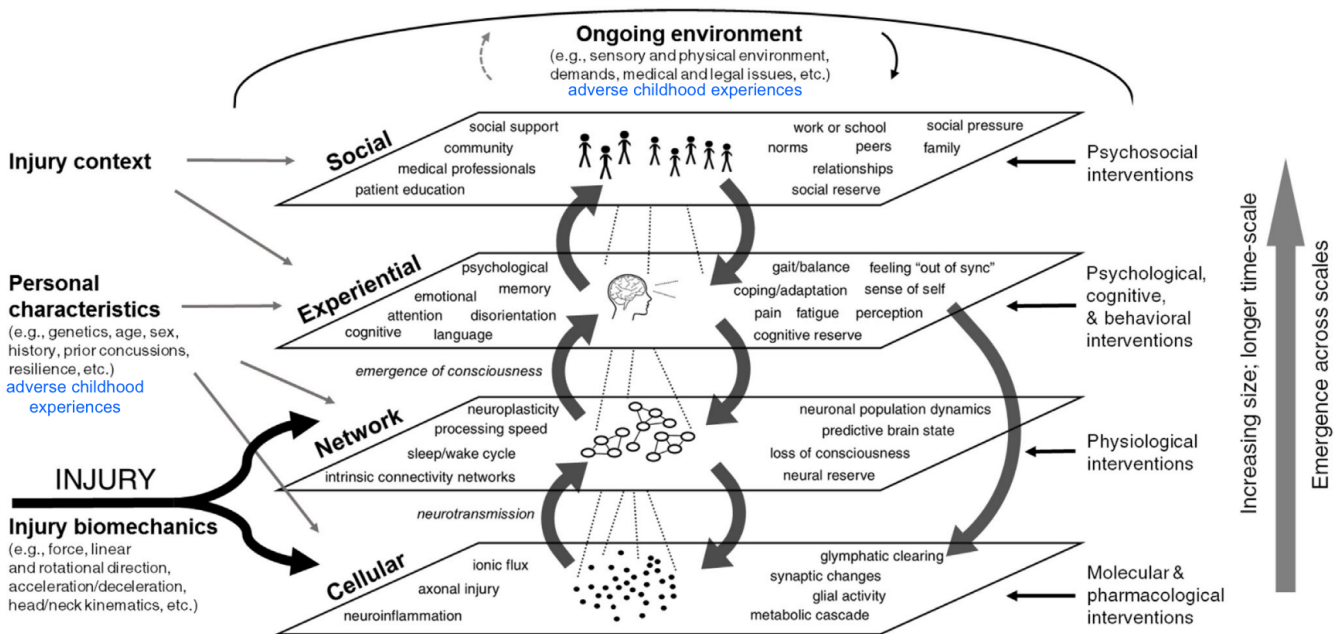 Ongoing environment
(e.g., sensory and physical environment,
demands, medical and legal issues, etc.)
adverse childhood experiences
Injury context
Personal
characteristics
(e.g., genetics, age, sex,
history, prior concussions,
resilience, etc.)
adverse childhood
experiences
INJURY
Injury biomechanics
(e.g., force, linear
and rotational direction,
acceleration/deceleration,
head/neck kinematics, etc.)
Social
social support
community
medical professionals
patient education
work or school
social pressure
norms
peers
family
relationships
social reserve
Psychosocial
interventions
Experiential
psychological
memory
emotional
attention
disorientation
cognitive
language
gait/balance
feeling "out of sync"
coping/adaptation
sense of self
pain
fatigue
perception
cognitive reserve
Psychological,
cognitive,
& behavioral
interventions
emergence of consciousness
Network
neuroplasticity
processing speed
sleep/wake cycle
intrinsic connectivity networks
neuronal population dynamics
predictive brain state
loss of consciousness
neural reserve
Physiological
interventions
neurotransmission
Cellular
ionic flux
axonal injury
neuroinflammation
glymphatic clearing
synaptic changes
glial activity
metabolic cascade
Molecular &
pharmacological
interventions
Increasing size; longer time-scale
Emergence across scales